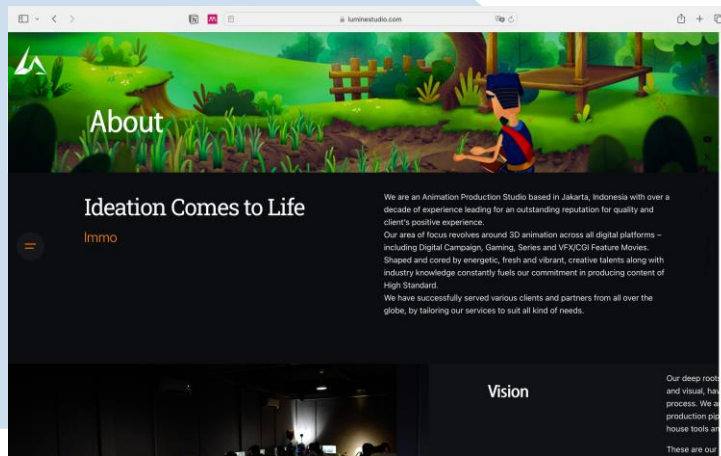 luminestudio.com
About
Ideation Comes to Life
Immo
We are an Animation Production Studio based in Jakarta, Indonesia with over a
decade of experience leading for an outstanding reputation for quality and
client's positive experience.
Our area of focus revolves around 3D animation across all digital platforms –
including Digital Campaign, Gaming, Series and VFX/CGI Feature Movies.
Shaped and cored by energetic, fresh and vibrant, creative talents along with
industry knowledge constantly fuels our commitment in producing content of
High Standard.
We have successfully served various clients and partners from all over the
globe, by tailoring our services to suit all kind of needs.
Vision
Our deep roots
and visual, hav
process. We a
production pip
house tools an
These are our